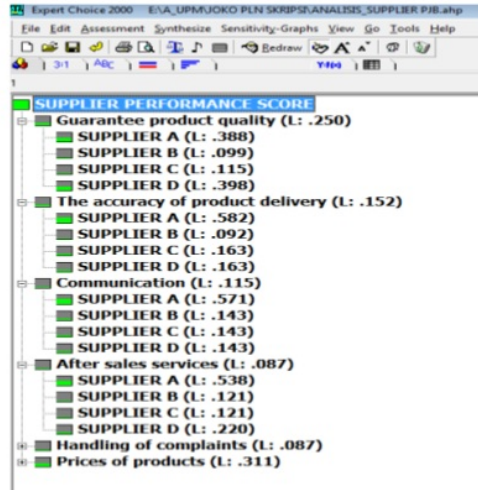 Expert Choice 2000 E:\A_UPM\JOKO PLN SKRIPSI\ANALISIS_SUPPLIER PJB.ahp
File Edit Assessment Synthesize Sensitivity-Graphs View Go Tools Help
Redraw
3:1 ABC Y=f(x)
1
SUPPLIER PERFORMANCE SCORE
Guarantee product quality (L: .250)
SUPPLIER A (L: .388)
SUPPLIER B (L: .099)
SUPPLIER C (L: .115)
SUPPLIER D (L: .398)
The accuracy of product delivery (L: .152)
SUPPLIER A (L: .582)
SUPPLIER B (L: .092)
SUPPLIER C (L: .163)
SUPPLIER D (L: .163)
Communication (L: .115)
SUPPLIER A (L: .571)
SUPPLIER B (L: .143)
SUPPLIER C (L: .143)
SUPPLIER D (L: .143)
After sales services (L: .087)
SUPPLIER A (L: .538)
SUPPLIER B (L: .121)
SUPPLIER C (L: .121)
SUPPLIER D (L: .220)
Handling of complaints (L: .087)
Prices of products (L: .311)